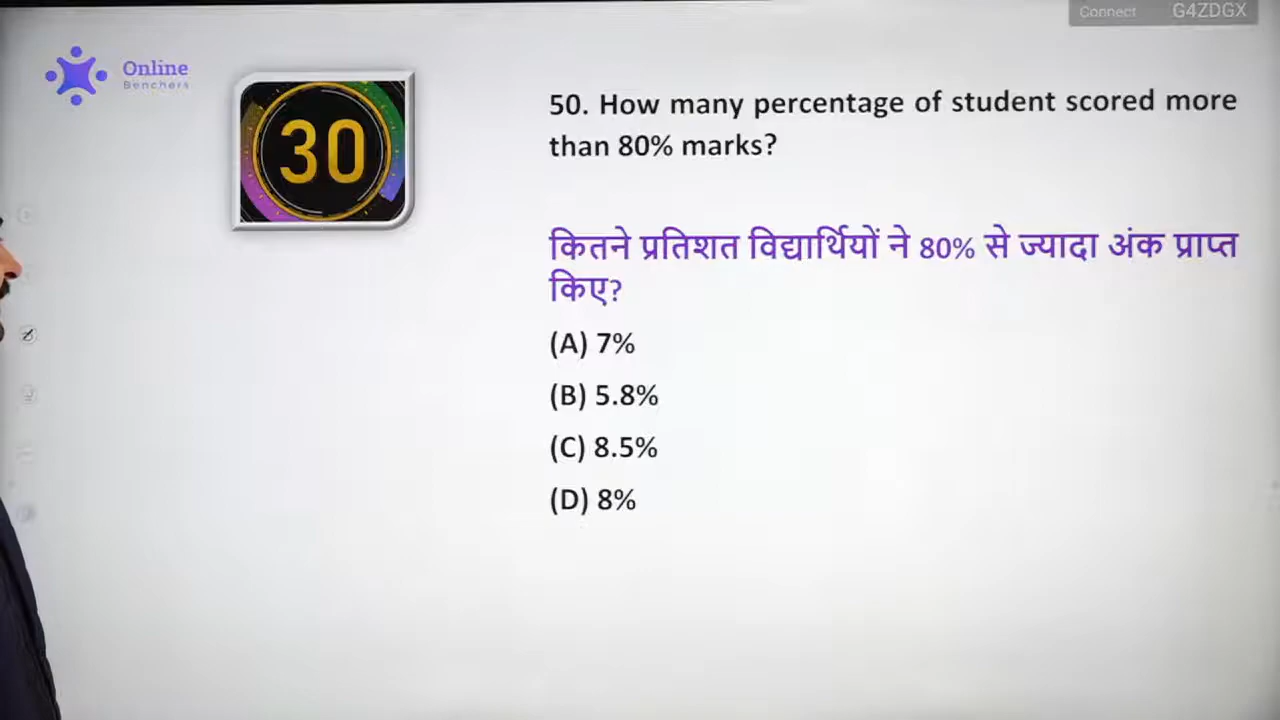 Connect G4ZDGX
Online
Benchers
30
50. How many percentage of student scored more
than 80% marks?
कितने प्रतिशत विद्यार्थियों ने 80% से ज्यादा अंक प्राप्त
किए?
(A) 7%
(B) 5.8%
(C) 8.5%
(D) 8%